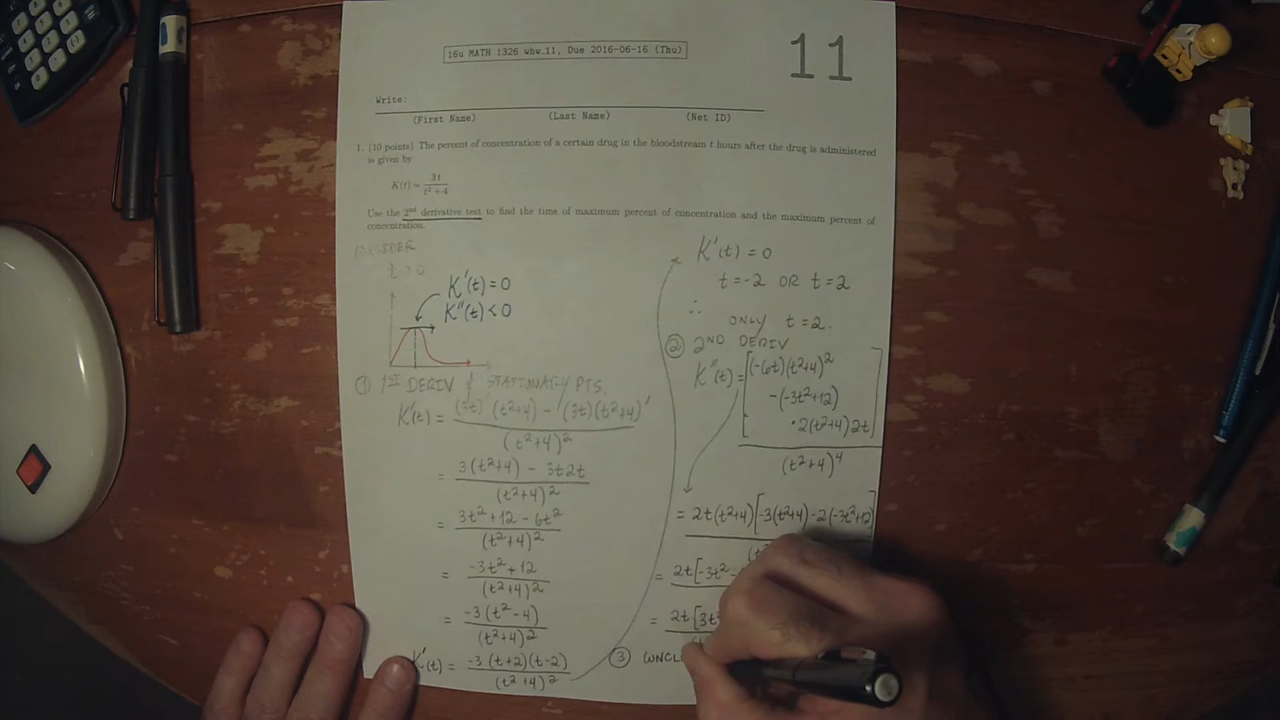 16u MATH 1326 whw.11, Due 2016-06-16 (Thu)
11
Write:
(First Name) (Last Name) (Net ID)
1. (10 points) The percent of concentration of a certain drug in the bloodstream t hours after the drug is administered
is given by
K(t) = 3t / (t²+4)
Use the 2nd derivative test to find the time of maximum percent of concentration and the maximum percent of
concentration.
t > 0
K'(t) = 0
K''(t) < 0
① 1ST DERIV & STATIONARY PTS.
K'(t) = ((3t)'(t²+4) - (3t)(t²+4)') / (t²+4)²
= (3(t²+4) - 3t2t) / (t²+4)²
= (3t²+12 - 6t²) / (t²+4)²
= (-3t²+12) / (t²+4)²
= -3(t²-4) / (t²+4)²
K'(t) = -3(t+2)(t-2) / (t²+4)²
K'(t) = 0
t=-2 OR t=2
∴
ONLY t=2.
② 2ND DERIV
K''(t) = [(-6t)(t²+4)²
-(-3t²+12)
·2(t²+4)2t]
/ (t²+4)⁴
= 2t(t²+4)[-3(t²+4)-2(-3t²+12)]
= 2t[-3t²
= 2t[3t²
③